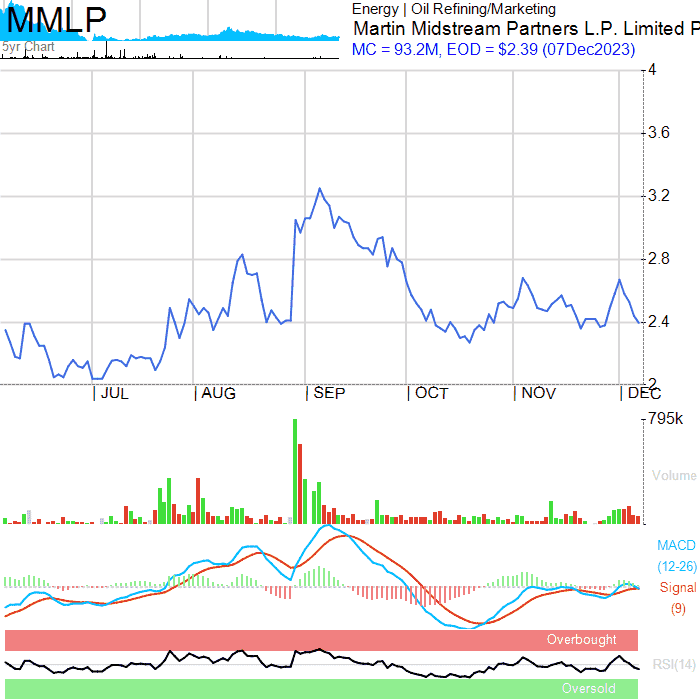 MMLP
5yr Chart
Energy | Oil Refining/Marketing
Martin Midstream Partners L.P. Limited P
MC = 93.2M, EOD = $2.39 (07Dec2023)
4
3.6
3.2
2.8
2.4
2
| JUL | AUG | SEP | OCT | NOV | DEC
795k
Volume
MACD
(12-26)
Signal
(9)
Overbought
RSI(14)
Oversold